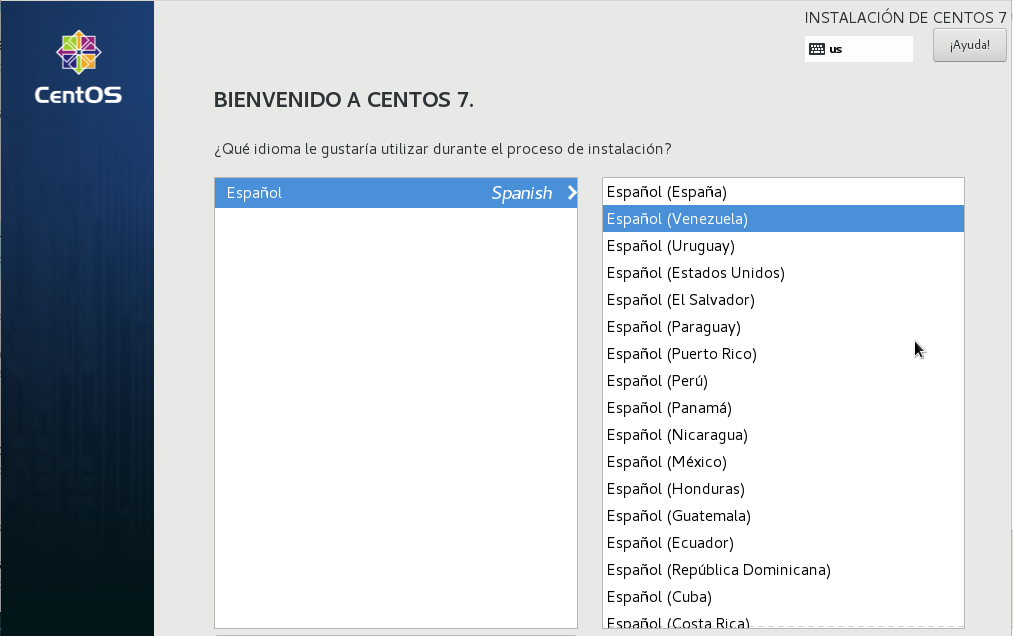 INSTALACIÓN DE CENTOS 7
us
¡Ayuda!
CentOS
BIENVENIDO A CENTOS 7.
¿Qué idioma le gustaría utilizar durante el proceso de instalación?
Español Spanish
Español (España)
Español (Venezuela)
Español (Uruguay)
Español (Estados Unidos)
Español (El Salvador)
Español (Paraguay)
Español (Puerto Rico)
Español (Perú)
Español (Panamá)
Español (Nicaragua)
Español (México)
Español (Honduras)
Español (Guatemala)
Español (Ecuador)
Español (República Dominicana)
Español (Cuba)
Español (Costa Rica)